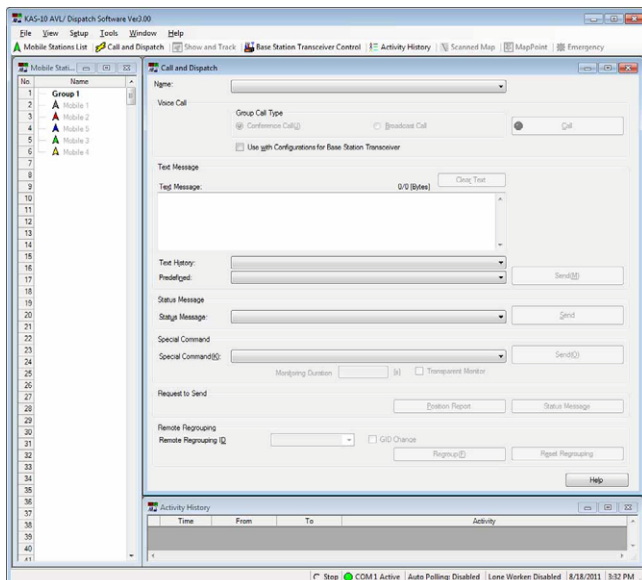 KAS-10 AVL/ Dispatch Software Ver3.00
File View Setup Tools Window Help
Mobile Stations List Call and Dispatch Show and Track Base Station Transceiver Control Activity History Scanned Map MapPoint Emergency
Mobile Stati...
No. Name
1 Group 1
2 Mobile 1
3 Mobile 2
4 Mobile 5
5 Mobile 3
6 Mobile 4
7
8
9
10
11
12
13
14
15
16
17
18
19
20
21
22
23
24
25
26
27
28
29
30
31
32
33
34
35
36
37
38
39
40
41
Call and Dispatch
Name:
Voice Call
Group Call Type
Conference Call(J) Broadcast Call Call
Use with Configurations for Base Station Transceiver
Text Message
Text Message: 0/0 [Bytes] Clear Text
Text History:
Predefined: Send(M)
Status Message
Status Message: Send
Special Command
Special Command(K): Send(O)
Monitoring Duration [s] Transparent Monitor
Request to Send
Position Report Status Message
Remote Regrouping
Remote Regrouping ID GID Change
Regroup(F) Reset Regrouping
Help
Activity History
Time From To Activity
Stop COM1 Active Auto Polling: Disabled Lone Worker: Disabled 8/18/2011 3:32 PM